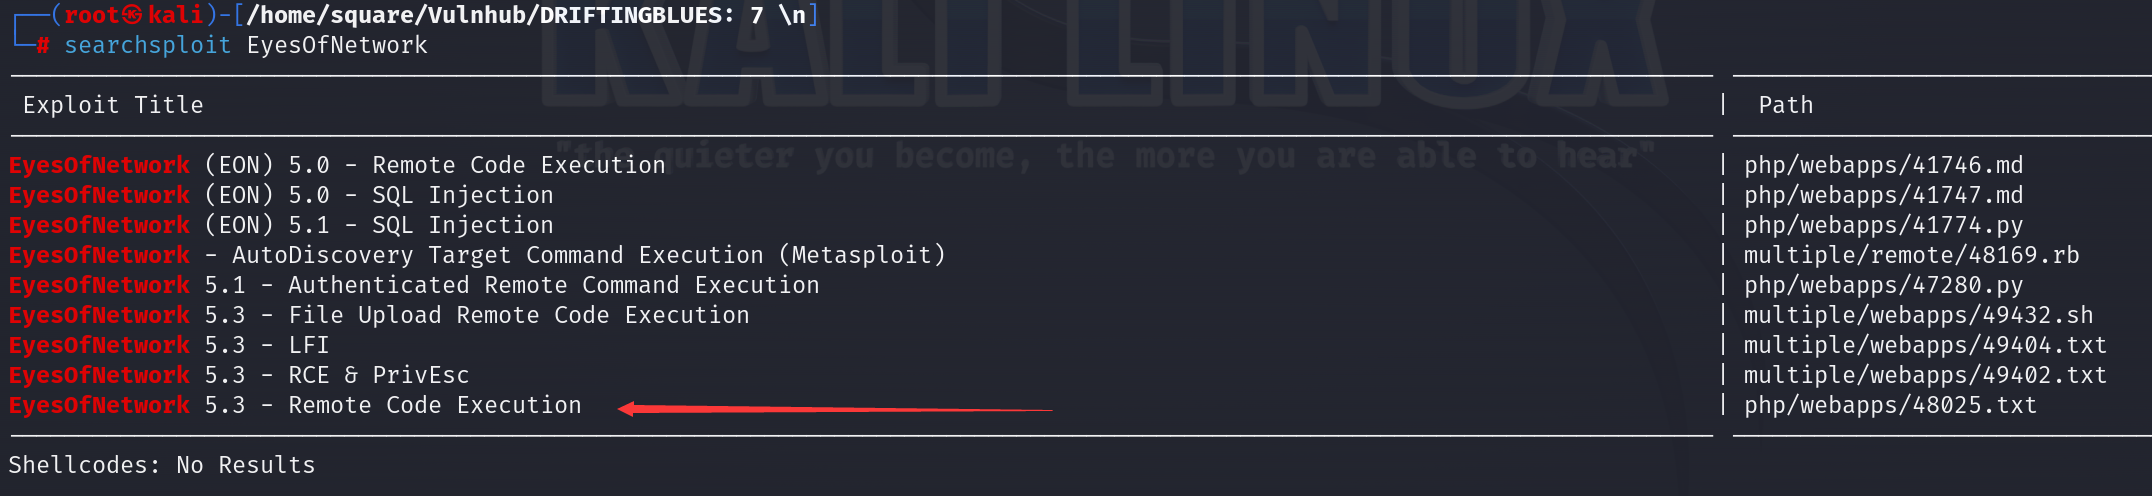 (root㉿kali)-[/home/square/Vulnhub/DRIFTINGBLUES: 7 \n]
# searchsploit EyesOfNetwork
KALI LINUX
Exploit Title | Path
"the quieter you become, the more you are able to hear"
EyesOfNetwork (EON) 5.0 - Remote Code Execution | php/webapps/41746.md
EyesOfNetwork (EON) 5.0 - SQL Injection | php/webapps/41747.md
EyesOfNetwork (EON) 5.1 - SQL Injection | php/webapps/41774.py
EyesOfNetwork - AutoDiscovery Target Command Execution (Metasploit) | multiple/remote/48169.rb
EyesOfNetwork 5.1 - Authenticated Remote Command Execution | php/webapps/47280.py
EyesOfNetwork 5.3 - File Upload Remote Code Execution | multiple/webapps/49432.sh
EyesOfNetwork 5.3 - LFI | multiple/webapps/49404.txt
EyesOfNetwork 5.3 - RCE & PrivEsc | multiple/webapps/49402.txt
EyesOfNetwork 5.3 - Remote Code Execution | php/webapps/48025.txt
Shellcodes: No Results